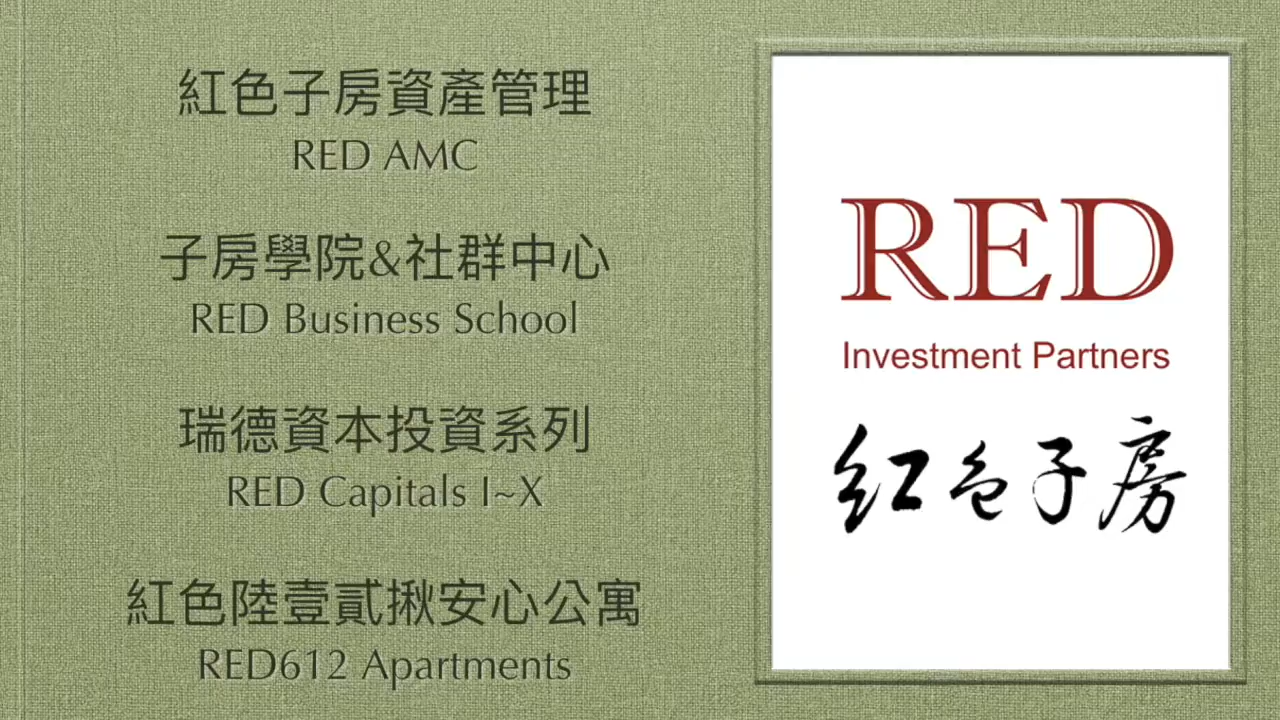 紅色子房資產管理
RED AMC
子房學院&社群中心
RED Business School
瑞德資本投資系列
RED Capitals I~X
紅色陸壹貳揪安心公寓
RED612 Apartments
RED
Investment Partners
紅色子房